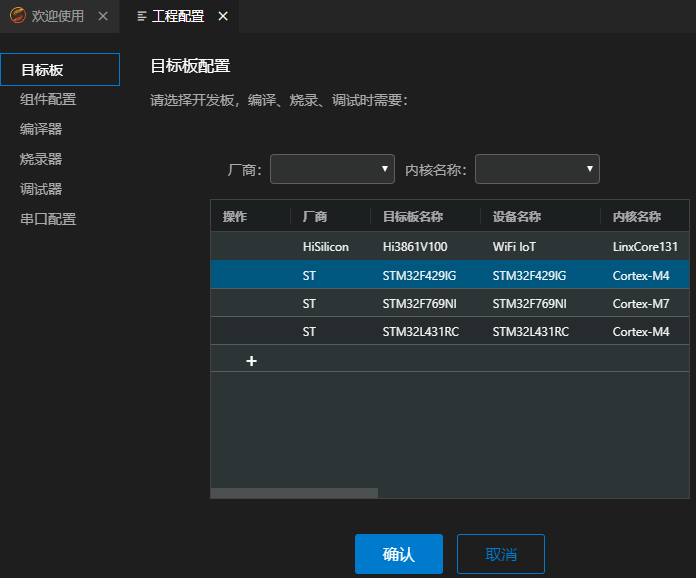 欢迎使用 工程配置
目标板
组件配置
编译器
烧录器
调试器
串口配置
目标板配置
请选择开发板，编译、烧录、调试时需要：
厂商： 内核名称：
操作 厂商 目标板名称 设备名称 内核名称
HiSilicon Hi3861V100 WiFi IoT LinxCore131
ST STM32F429IG STM32F429IG Cortex-M4
ST STM32F769NI STM32F769NI Cortex-M7
ST STM32L431RC STM32L431RC Cortex-M4
+
确认 取消